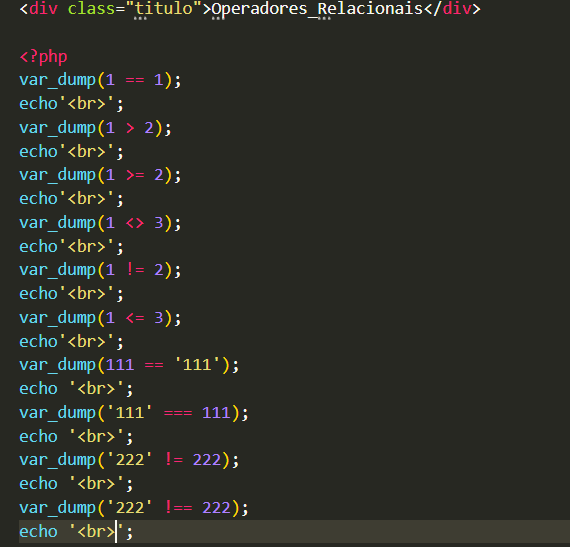 <div class="titulo">Operadores_Relacionais</div>

<?php
var_dump(1 == 1);
echo'<br>';
var_dump(1 > 2);
echo'<br>';
var_dump(1 >= 2);
echo'<br>';
var_dump(1 <> 3);
echo'<br>';
var_dump(1 != 2);
echo'<br>';
var_dump(1 <= 3);
echo'<br>';
var_dump(111 == '111');
echo '<br>';
var_dump('111' === 111);
echo '<br>';
var_dump('222' != 222);
echo '<br>';
var_dump('222' !== 222);
echo '<br>';